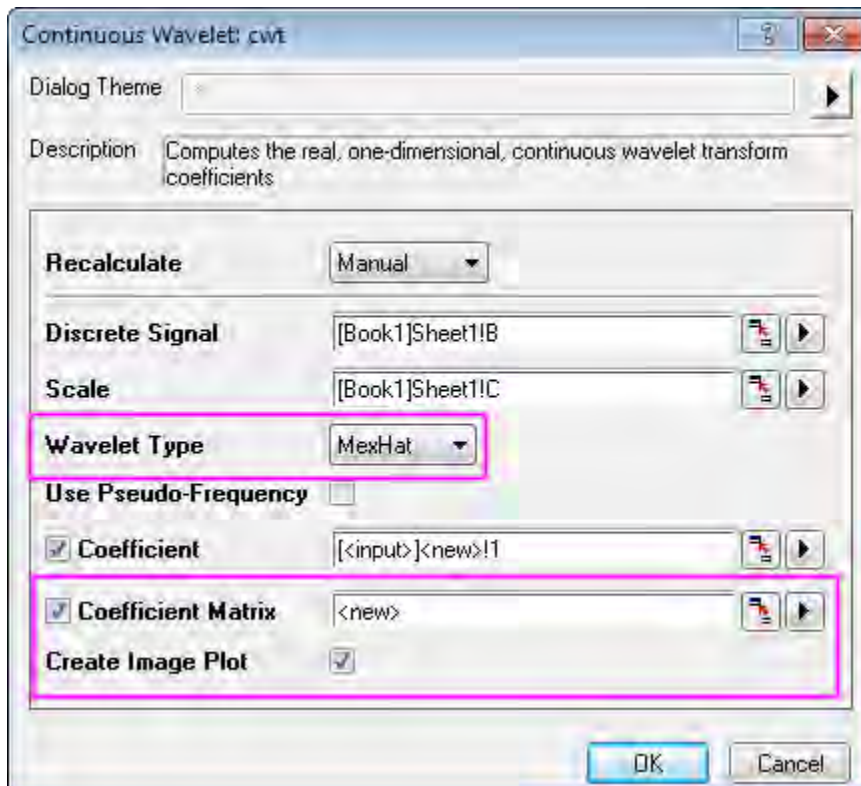 Continuous Wavelet: cwt
Dialog Theme *
Description Computes the real, one-dimensional, continuous wavelet transform
coefficients
Recalculate Manual
Discrete Signal [Book1]Sheet1!B
Scale [Book1]Sheet1!C
Wavelet Type MexHat
Use Pseudo-Frequency
Coefficient [<input>]<new>!1
Coefficient Matrix <new>
Create Image Plot
OK Cancel